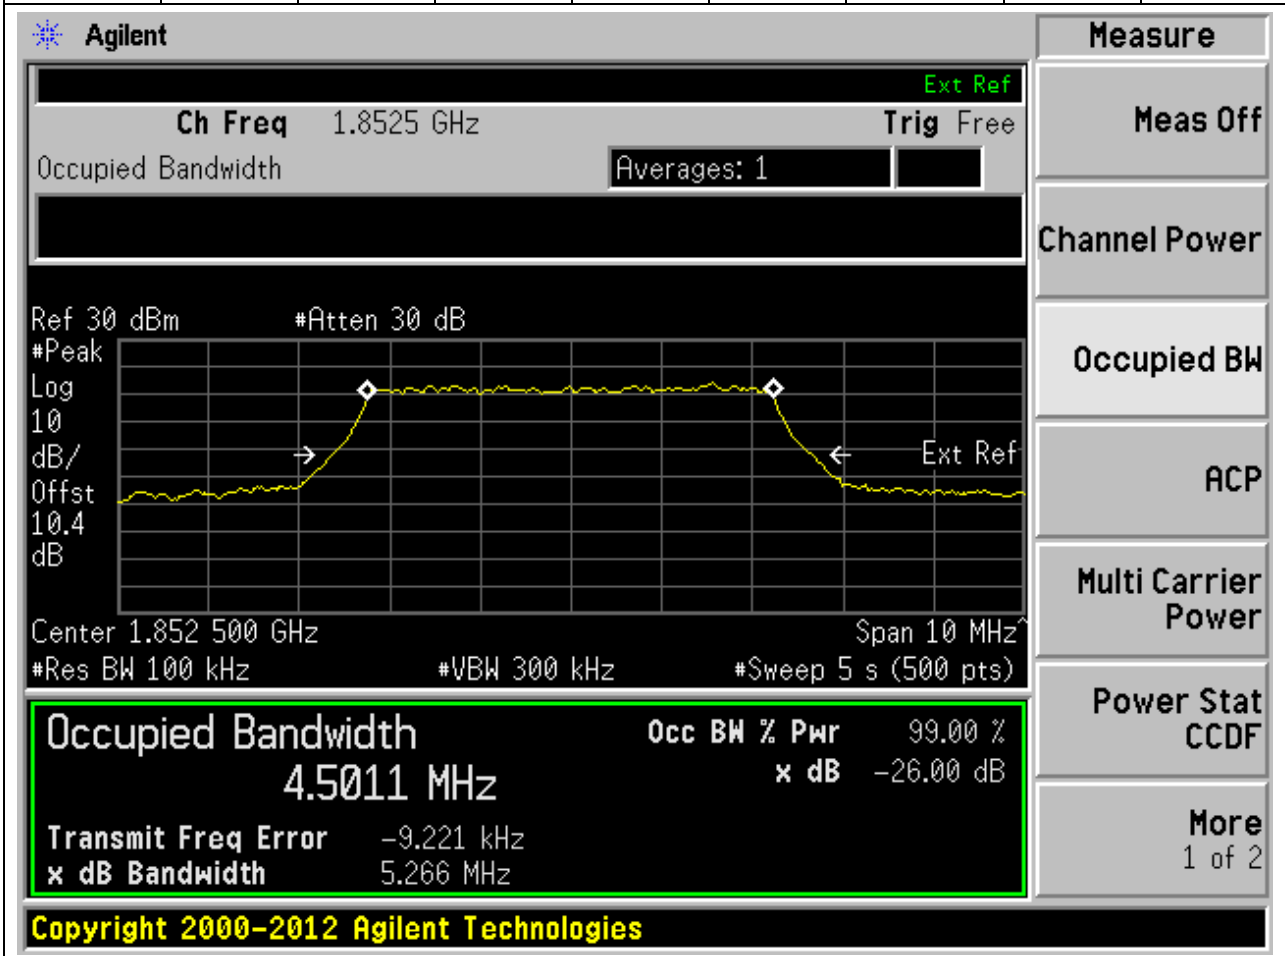 Agilent
Measure
Ext Ref
Ch Freq 1.8525 GHz Trig Free
Occupied Bandwidth Averages: 1
Meas Off
Channel Power
Occupied BW
ACP
Multi Carrier
Power
Power Stat
CCDF
More
1 of 2
Ref 30 dBm #Atten 30 dB
#Peak
Log
10
dB/
Offst
10.4
dB
Ext Ref
Center 1.852 500 GHz Span 10 MHz^
#Res BW 100 kHz #VBW 300 kHz #Sweep 5 s (500 pts)
Occupied Bandwidth
4.5011 MHz
Occ BW % Pwr 99.00 %
x dB -26.00 dB
Transmit Freq Error -9.221 kHz
x dB Bandwidth 5.266 MHz
Copyright 2000-2012 Agilent Technologies